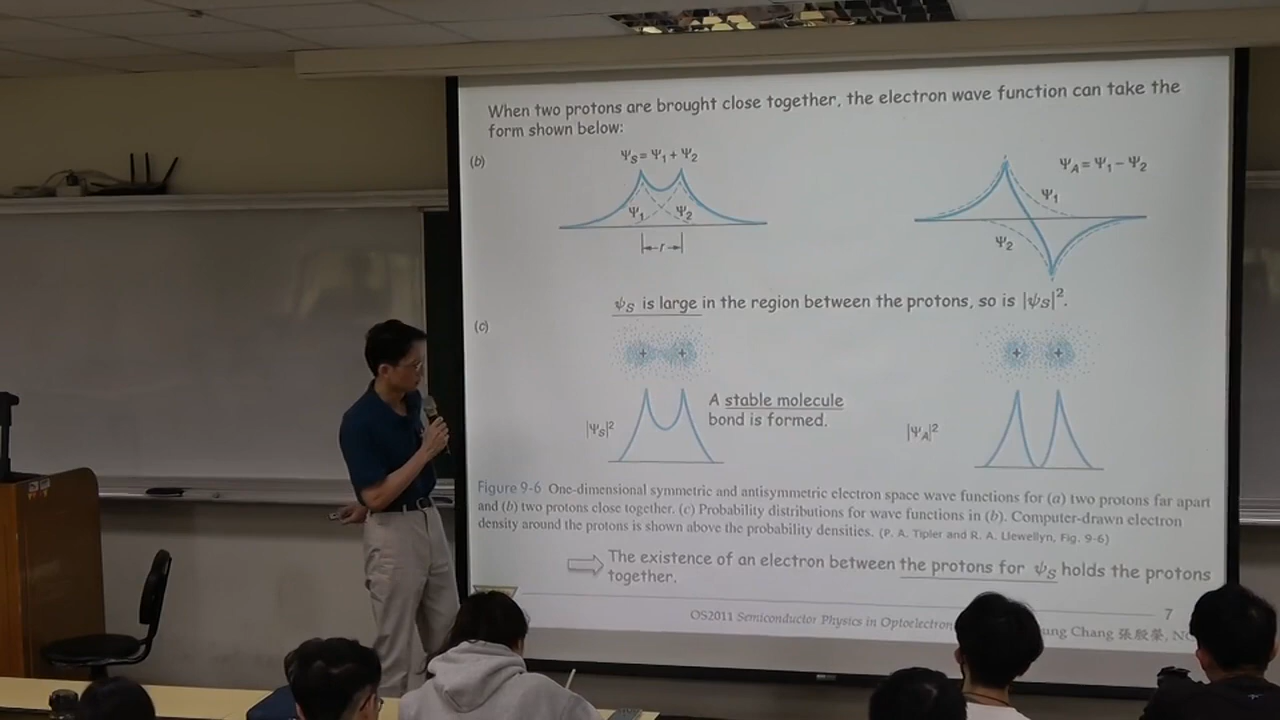 When two protons are brought close together, the electron wave function can take the
form shown below:
(b)
ΨS = Ψ1 + Ψ2
Ψ1
Ψ2
r
ΨA = Ψ1 − Ψ2
Ψ1
Ψ2
ψS is large in the region between the protons, so is |ψS|².
(c)
+ +
+ +
A stable molecule
bond is formed.
|ΨS|²
|ΨA|²
Figure 9-6 One-dimensional symmetric and antisymmetric electron space wave functions for (a) two protons far apart
and (b) two protons close together. (c) Probability distributions for wave functions in (b). Computer-drawn electron
density around the protons is shown above the probability densities. (P. A. Tipler and R. A. Llewellyn, Fig. 9-6)
The existence of an electron between the protons for ψS holds the protons
together.
7
OS2011 Semiconductor Physics in Optoelectron
Chang 張殷榮, NC